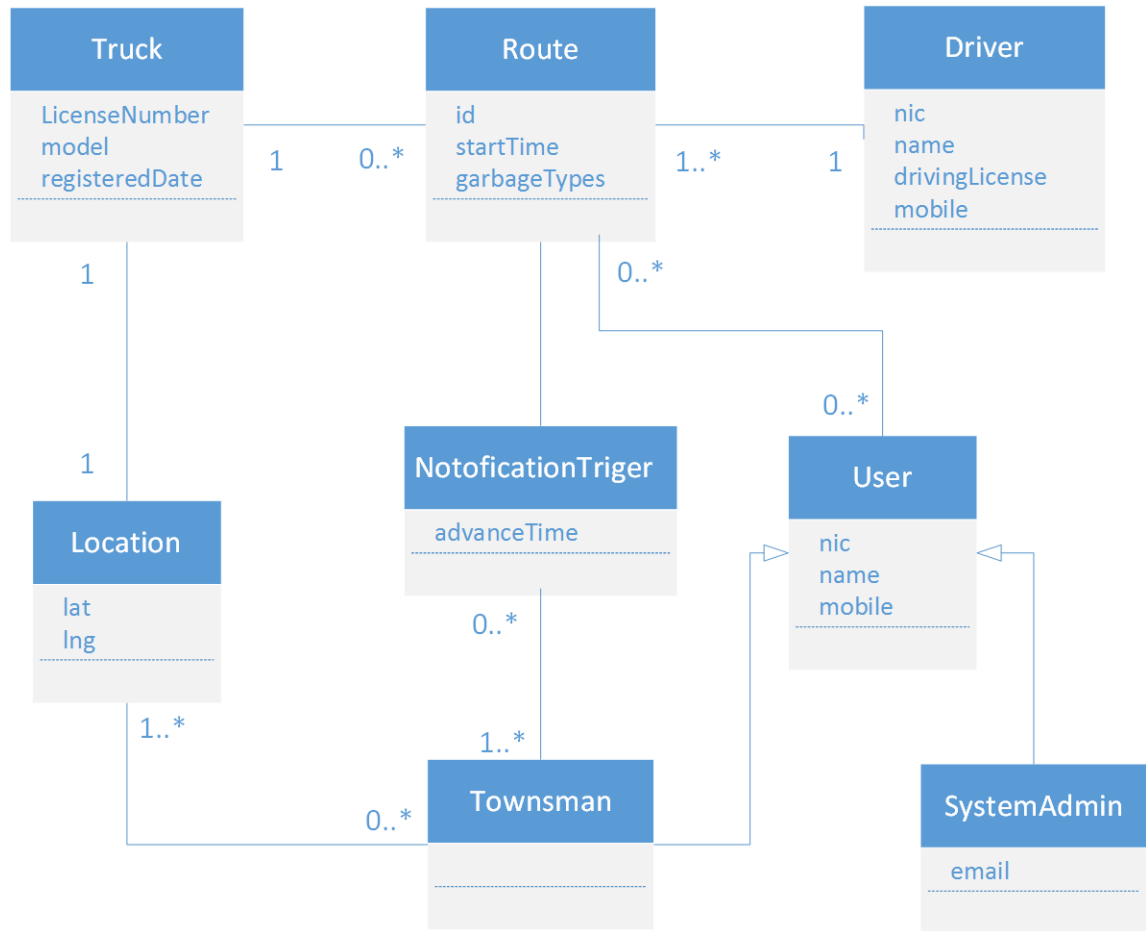 Truck
LicenseNumber
model
registeredDate
1
0..*
Route
id
startTime
garbageTypes
1..*
1
Driver
nic
name
drivingLicense
mobile
1
1
0..*
0..*
Location
lat
lng
NotoficationTriger
advanceTime
User
nic
name
mobile
0..*
1..*
1..*
0..*
Townsman
SystemAdmin
email